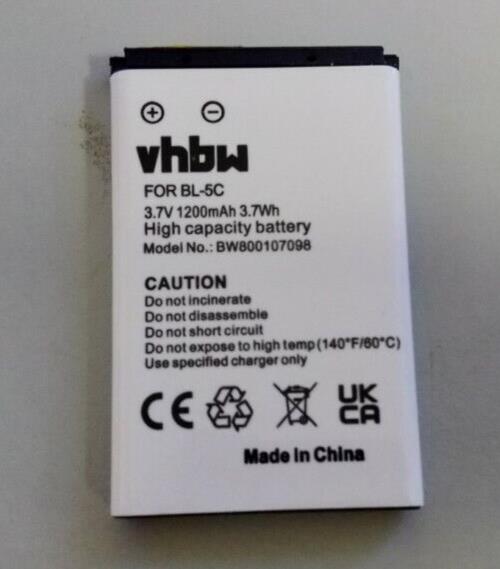 + -
vhbw
FOR BL-5C
3.7V 1200mAh 3.7Wh
High capacity battery
Model No.: BW800107098
CAUTION
Do not incinerate
Do not disassemble
Do not short circuit
Do not expose to high temp(140°F/60°C)
Use specified charger only
CE UK
CA
Made in China